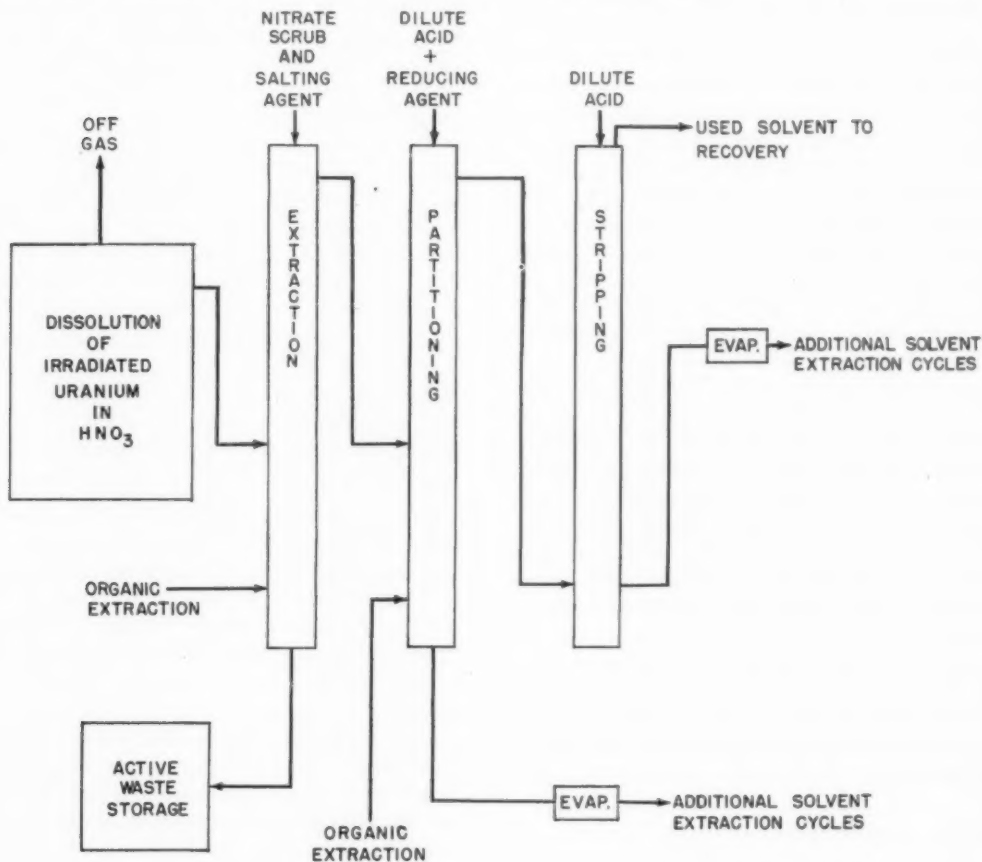 NITRATE
SCRUB
AND
SALTING
AGENT
DILUTE
ACID
+
REDUCING
AGENT
DILUTE
ACID
USED SOLVENT TO
RECOVERY
OFF
GAS
DISSOLUTION
OF
IRRADIATED
URANIUM
IN
HNO3
EXTRACTION
PARTITIONING
STRIPPING
EVAP.
ADDITIONAL SOLVENT
EXTRACTION CYCLES
ORGANIC
EXTRACTION
ACTIVE
WASTE
STORAGE
ORGANIC
EXTRACTION
EVAP.
ADDITIONAL SOLVENT
EXTRACTION CYCLES